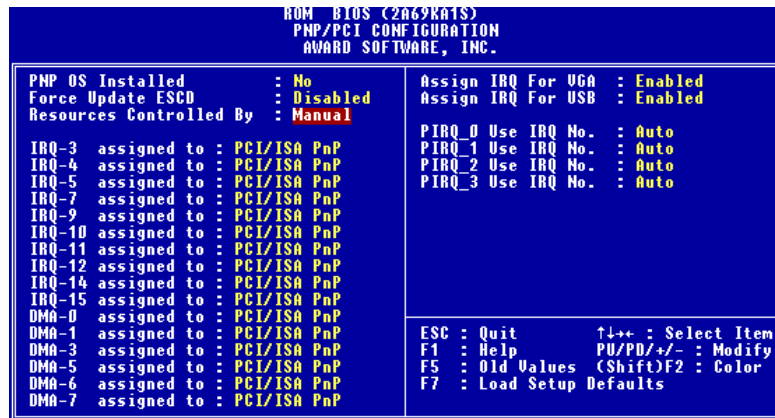 ROM BIOS (2A69KA1S)
PNP/PCI CONFIGURATION
AWARD SOFTWARE, INC.
PNP OS Installed : No
Force Update ESCD : Disabled
Resources Controlled By : Manual
IRQ-3 assigned to : PCI/ISA PnP
IRQ-4 assigned to : PCI/ISA PnP
IRQ-5 assigned to : PCI/ISA PnP
IRQ-7 assigned to : PCI/ISA PnP
IRQ-9 assigned to : PCI/ISA PnP
IRQ-10 assigned to : PCI/ISA PnP
IRQ-11 assigned to : PCI/ISA PnP
IRQ-12 assigned to : PCI/ISA PnP
IRQ-14 assigned to : PCI/ISA PnP
IRQ-15 assigned to : PCI/ISA PnP
DMA-0 assigned to : PCI/ISA PnP
DMA-1 assigned to : PCI/ISA PnP
DMA-3 assigned to : PCI/ISA PnP
DMA-5 assigned to : PCI/ISA PnP
DMA-6 assigned to : PCI/ISA PnP
DMA-7 assigned to : PCI/ISA PnP
Assign IRQ For VGA : Enabled
Assign IRQ For USB : Enabled
PIRQ_0 Use IRQ No. : Auto
PIRQ_1 Use IRQ No. : Auto
PIRQ_2 Use IRQ No. : Auto
PIRQ_3 Use IRQ No. : Auto
ESC : Quit ↑↓→← : Select Item
F1 : Help PU/PD/+/- : Modify
F5 : Old Values (Shift)F2 : Color
F7 : Load Setup Defaults